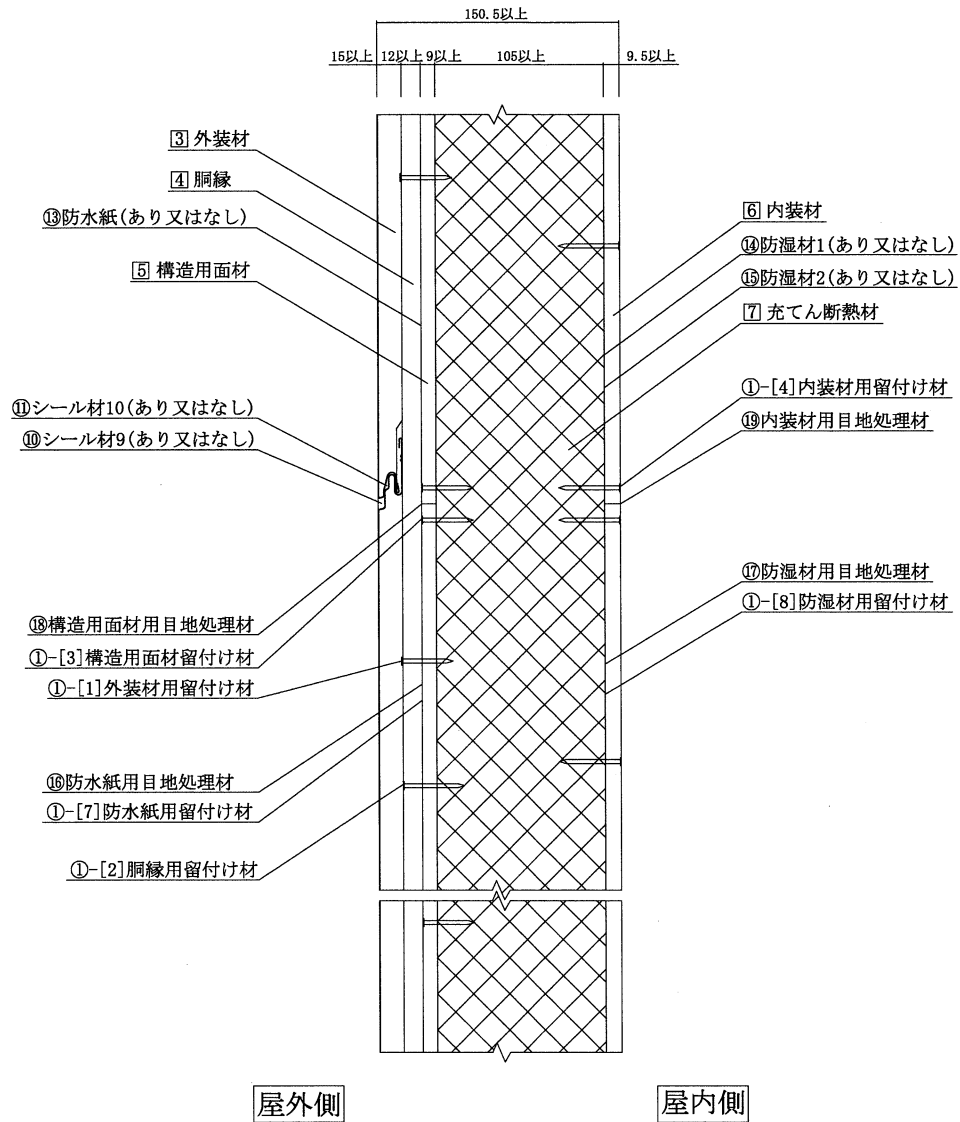 150.5以上
15以上 12以上 9以上 105以上 9.5以上
3 外装材
4 胴縁
⑬防水紙(あり又はなし)
5 構造用面材
⑪シール材10(あり又はなし)
⑩シール材9(あり又はなし)
⑱構造用面材用目地処理材
①-[3]構造用面材留付け材
①-[1]外装材用留付け材
⑯防水紙用目地処理材
①-[7]防水紙用留付け材
①-[2]胴縁用留付け材
6 内装材
⑭防湿材1(あり又はなし)
⑮防湿材2(あり又はなし)
7 充てん断熱材
①-[4]内装材用留付け材
⑲内装材用目地処理材
⑰防湿材用目地処理材
①-[8]防湿材用留付け材
屋外側
屋内側